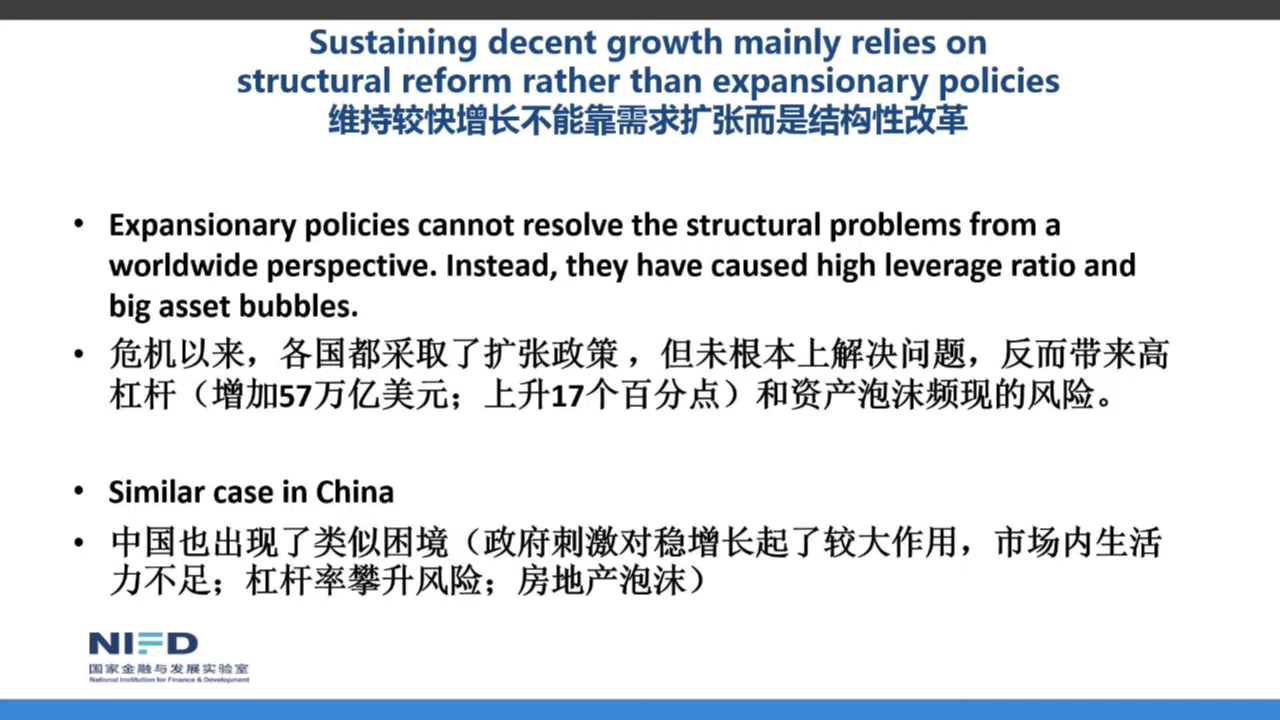 Sustaining decent growth mainly relies on
structural reform rather than expansionary policies
维持较快增长不能靠需求扩张而是结构性改革
• Expansionary policies cannot resolve the structural problems from a
worldwide perspective. Instead, they have caused high leverage ratio and
big asset bubbles.
• 危机以来，各国都采取了扩张政策，但未根本上解决问题，反而带来高
杠杆（增加57万亿美元；上升17个百分点）和资产泡沫频现的风险。
• Similar case in China
• 中国也出现了类似困境（政府刺激对稳增长起了较大作用，市场内生活
力不足；杠杆率攀升风险；房地产泡沫）
NIFD
国家金融与发展实验室
National Institution for Finance & Development